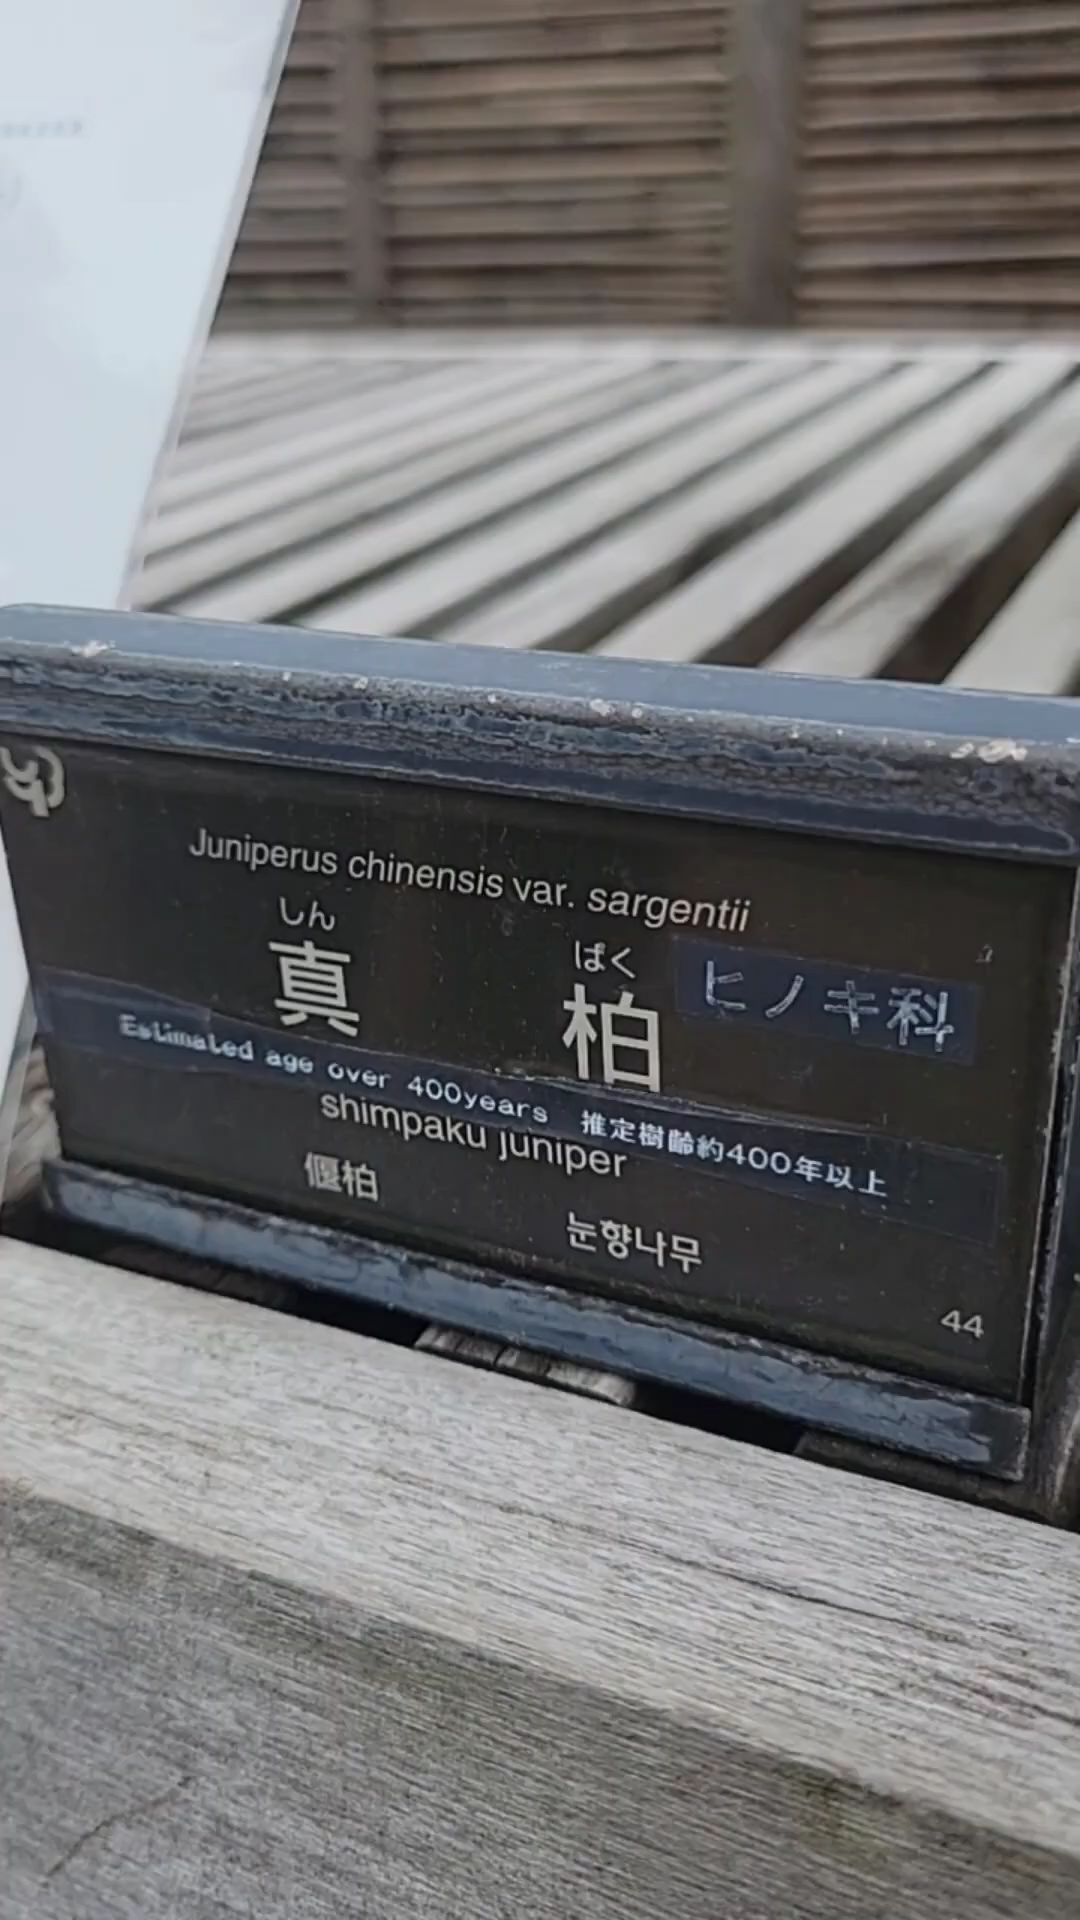 Juniperus chinensis var. sargentii
しん ぱく
真 柏 ヒノキ科
Estimated age over 400years 推定樹齢約400年以上
shimpaku juniper
偃柏 눈향나무
44